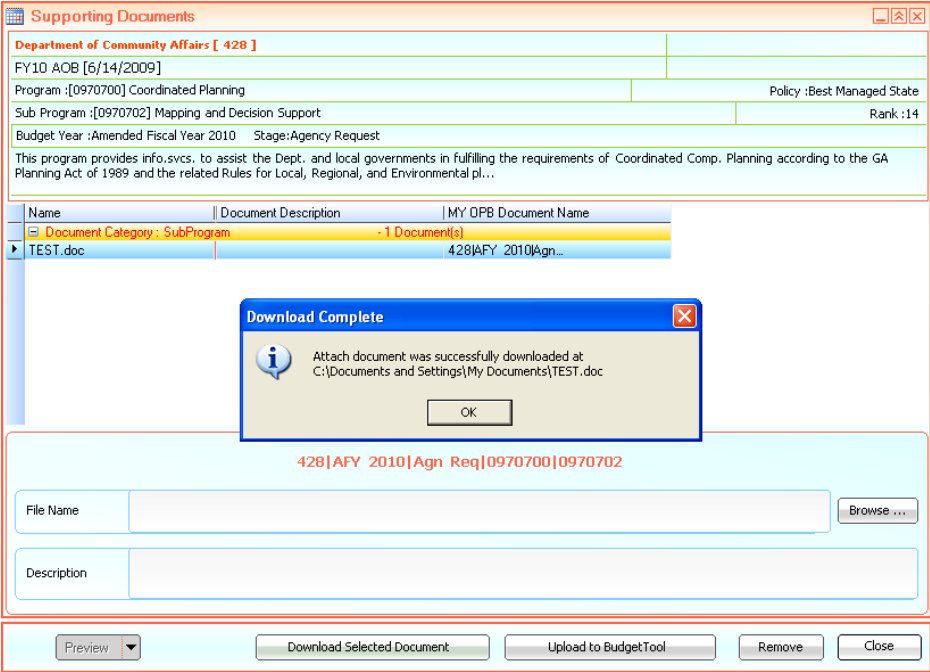 Supporting Documents
Department of Community Affairs [ 428 ]
FY10 AOB [6/14/2009]
Program :[0970700] Coordinated Planning Policy :Best Managed State
Sub Program :[0970702] Mapping and Decision Support Rank :14
Budget Year :Amended Fiscal Year 2010 Stage:Agency Request
This program provides info.svcs. to assist the Dept. and local governments in fulfilling the requirements of Coordinated Comp. Planning according to the GA
Planning Act of 1989 and the related Rules for Local, Regional, and Environmental pl...
Name Document Description MY OPB Document Name
Document Category : SubProgram - 1 Document(s)
TEST.doc 428|AFY 2010|Agn...
Download Complete
Attach document was successfully downloaded at
C:\Documents and Settings\My Documents\TEST.doc
OK
428|AFY 2010|Agn Req|0970700|0970702
File Name Browse ...
Description
Preview Download Selected Document Upload to BudgetTool Remove Close